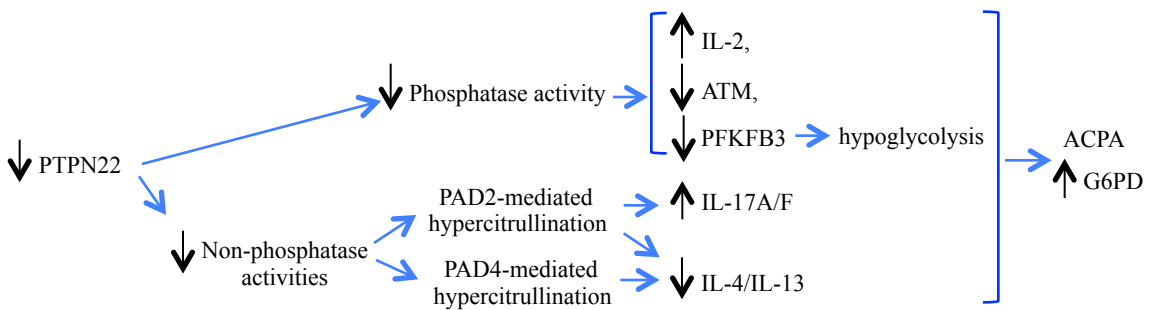 IL-2,
Phosphatase activity
ATM,
PFKFB3
hypoglycolysis
ACPA
G6PD
PTPN22
PAD2-mediated
hypercitrullination
IL-17A/F
Non-phosphatase
activities
PAD4-mediated
hypercitrullination
IL-4/IL-13